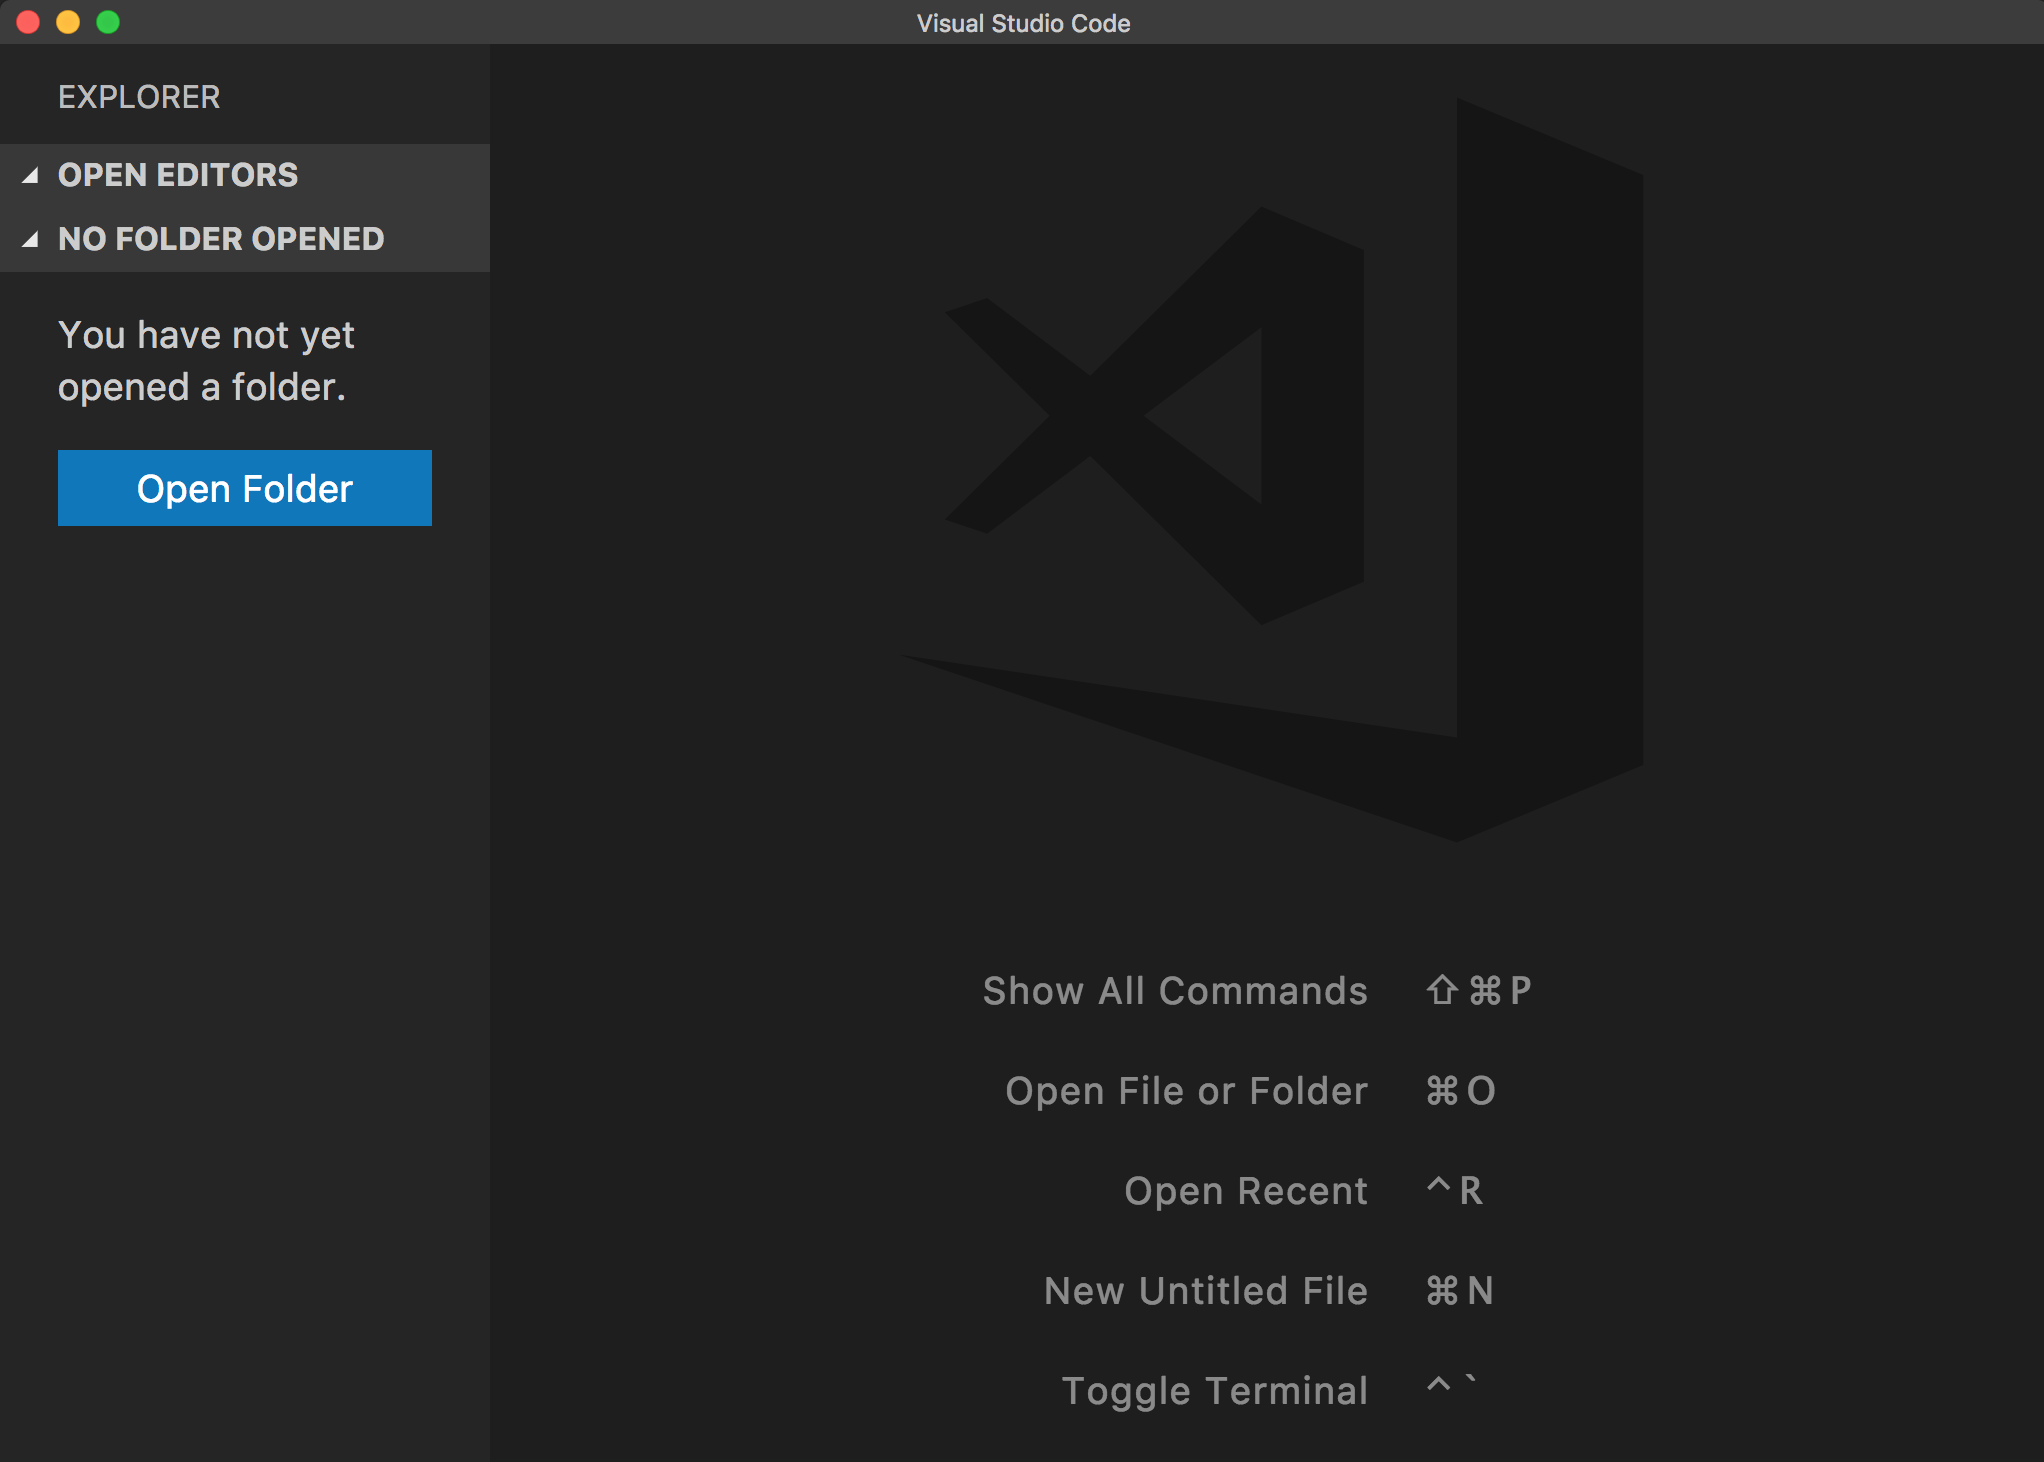 Visual Studio Code
EXPLORER
OPEN EDITORS
NO FOLDER OPENED
You have not yet
opened a folder.
Open Folder
Show All Commands ⇧⌘P
Open File or Folder ⌘O
Open Recent ^R
New Untitled File ⌘N
Toggle Terminal ^`